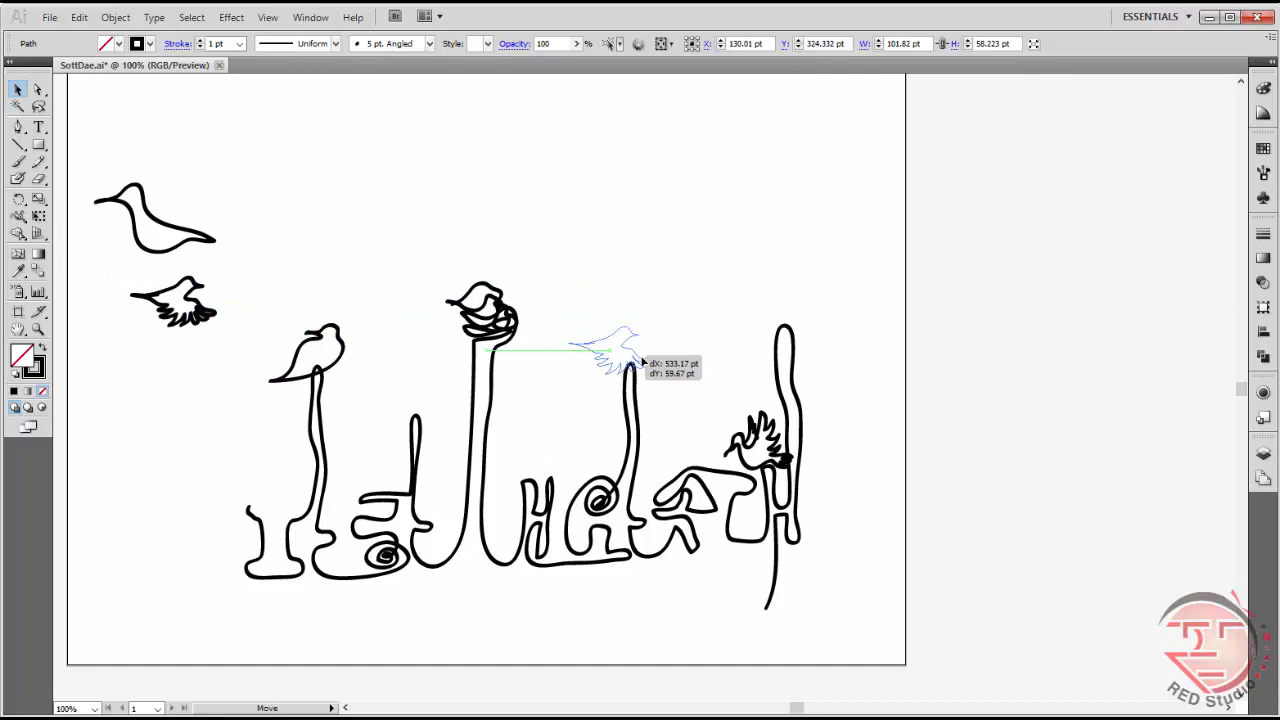 Ai File Edit Object Type Select Effect View Window Help Br ESSENTIALS
Path Stroke: 1 pt Uniform 5 pt. Angled Style: Opacity: 100 % X: 130.01 pt Y: 324.332 pt W: 101.82 pt H: 58.223 pt
SottDae.ai* @ 100% (RGB/Preview)
dX: 533.17 pt
dY: 59.67 pt
RED Studio
100% 1 Move